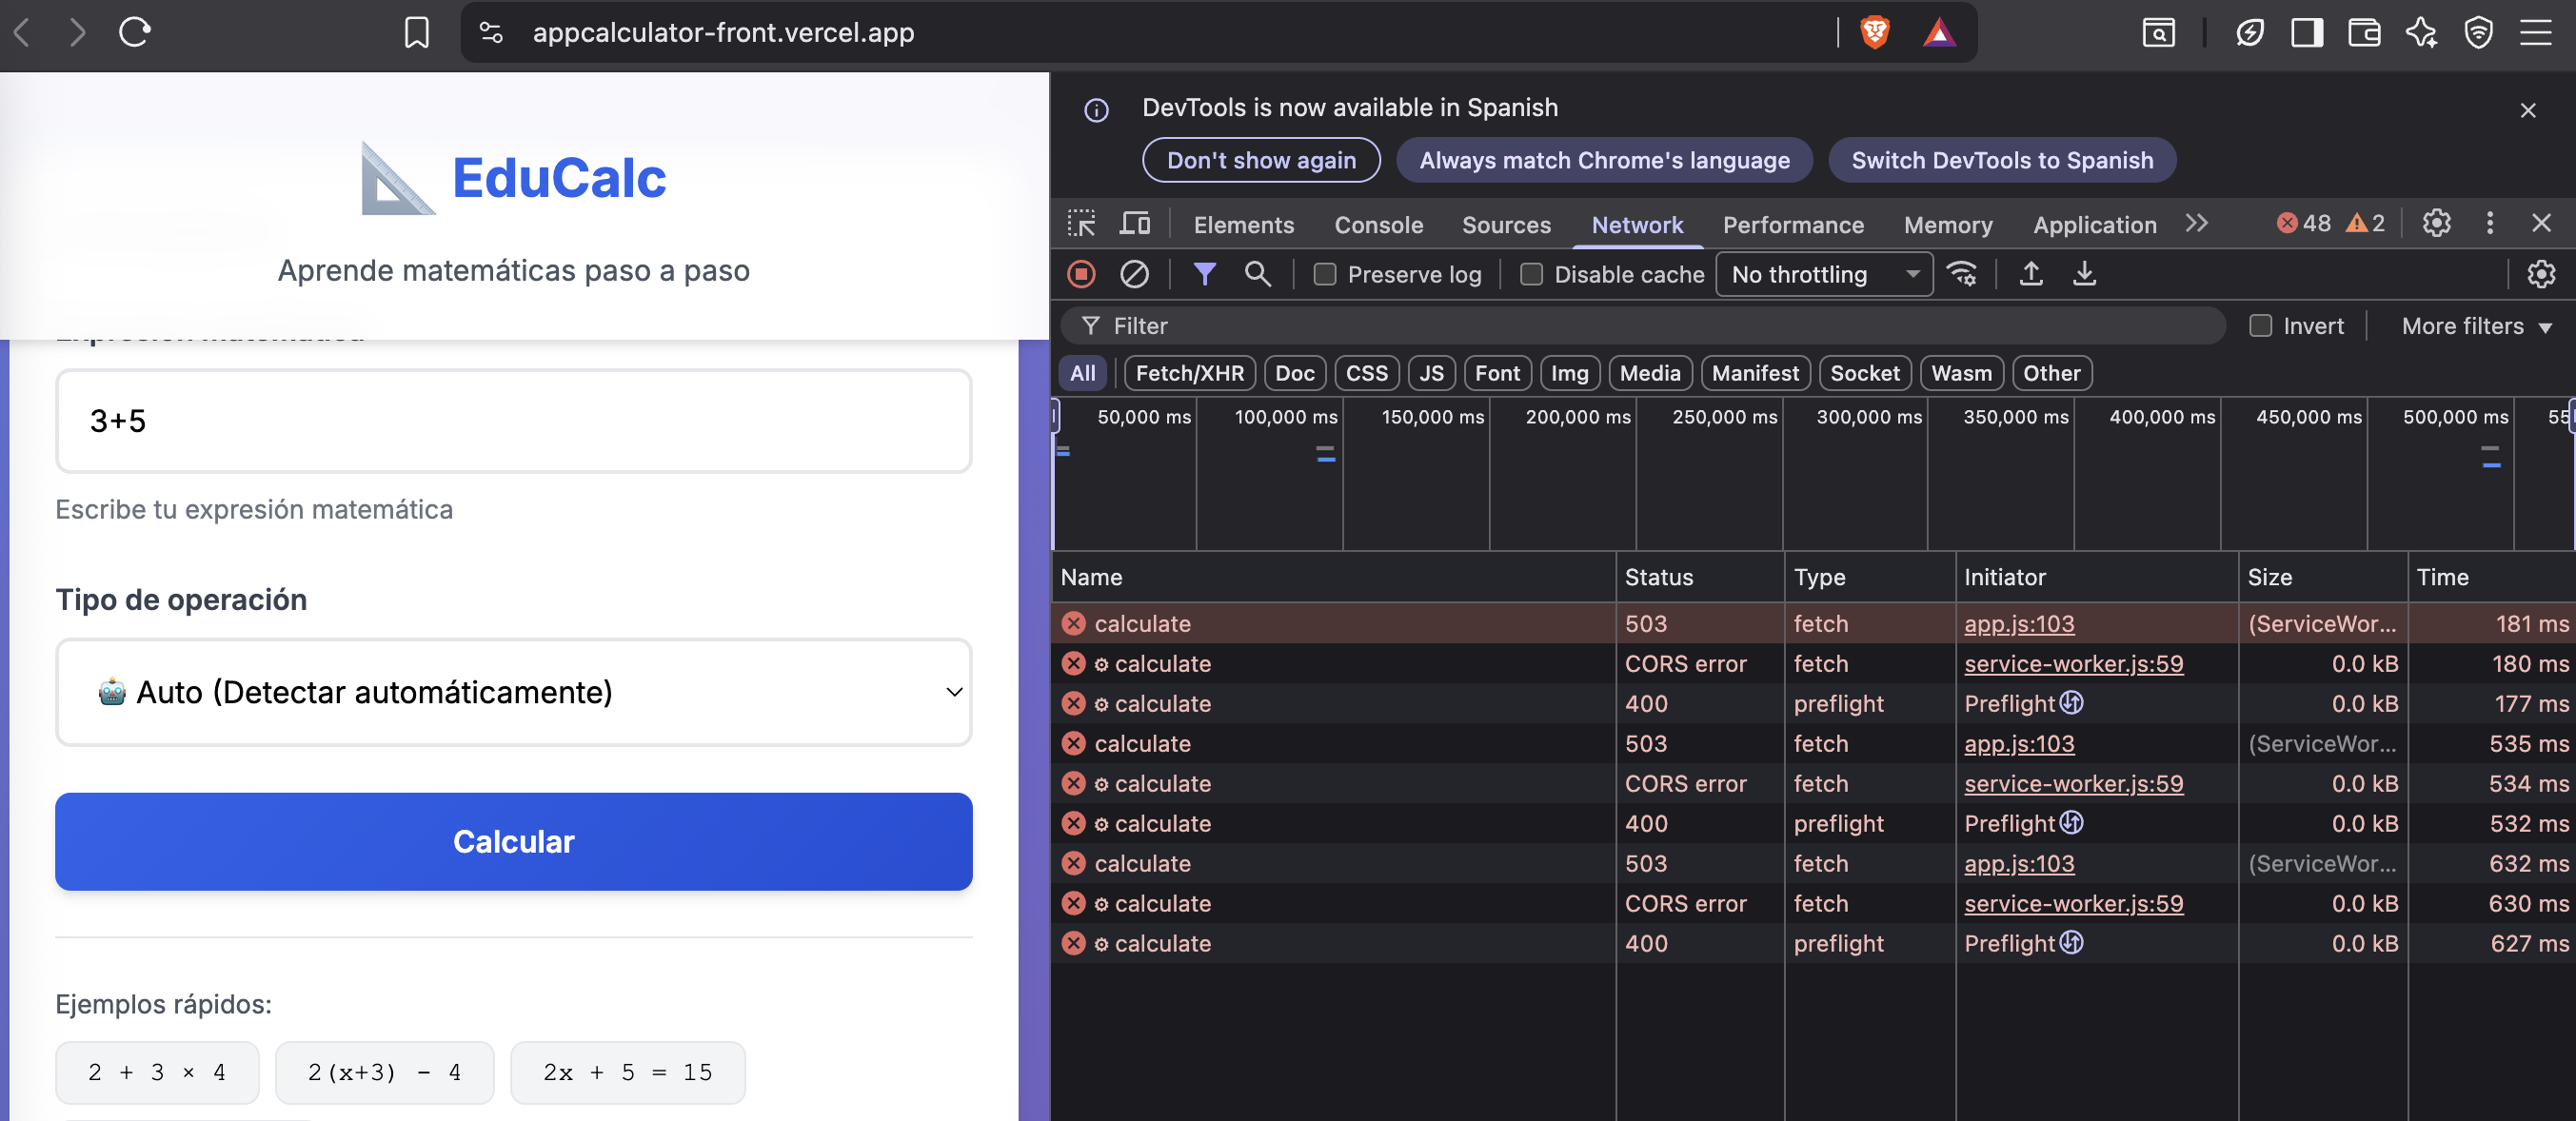 appcalculator-front.vercel.app
EduCalc
Aprende matemáticas paso a paso
3+5
Escribe tu expresión matemática
Tipo de operación
Auto (Detectar automáticamente)
Calcular
Ejemplos rápidos:
2 + 3 × 4
2(x+3) - 4
2x + 5 = 15
DevTools is now available in Spanish
Don't show again
Always match Chrome's language
Switch DevTools to Spanish
Elements Console Sources Network Performance Memory Application 48 2
Preserve log Disable cache No throttling
Filter Invert More filters
All Fetch/XHR Doc CSS JS Font Img Media Manifest Socket Wasm Other
50,000 ms 100,000 ms 150,000 ms 200,000 ms 250,000 ms 300,000 ms 350,000 ms 400,000 ms 450,000 ms 500,000 ms 55
Name Status Type Initiator Size Time
calculate 503 fetch app.js:103 (ServiceWor... 181 ms
calculate CORS error fetch service-worker.js:59 0.0 kB 180 ms
calculate 400 preflight Preflight 0.0 kB 177 ms
calculate 503 fetch app.js:103 (ServiceWor... 535 ms
calculate CORS error fetch service-worker.js:59 0.0 kB 534 ms
calculate 400 preflight Preflight 0.0 kB 532 ms
calculate 503 fetch app.js:103 (ServiceWor... 632 ms
calculate CORS error fetch service-worker.js:59 0.0 kB 630 ms
calculate 400 preflight Preflight 0.0 kB 627 ms